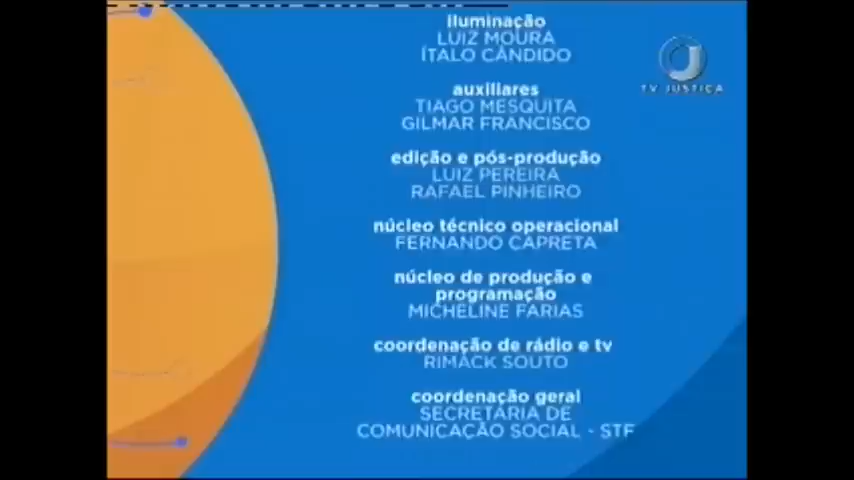 iluminação
LUIZ MOURA
ÍTALO CÂNDIDO
TV JUSTIÇA
auxiliares
TIAGO MESQUITA
GILMAR FRANCISCO
edição e pós-produção
LUIZ PEREIRA
RAFAEL PINHEIRO
núcleo técnico operacional
FERNANDO CAPRETA
núcleo de produção e
programação
MICHELINE FARIAS
coordenação de rádio e tv
RIMACK SOUTO
coordenação geral
SECRETARIA DE
COMUNICAÇÃO SOCIAL - STF